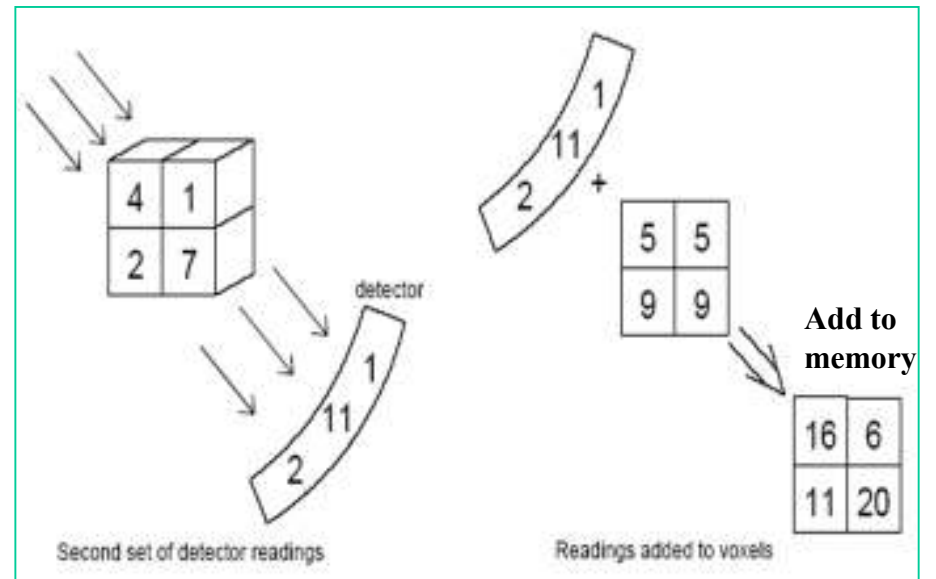 4 1
2 7
detector
1
11
2
Second set of detector readings
1
11
2
+
5 5
9 9
Add to
memory
16 6
11 20
Readings added to voxels